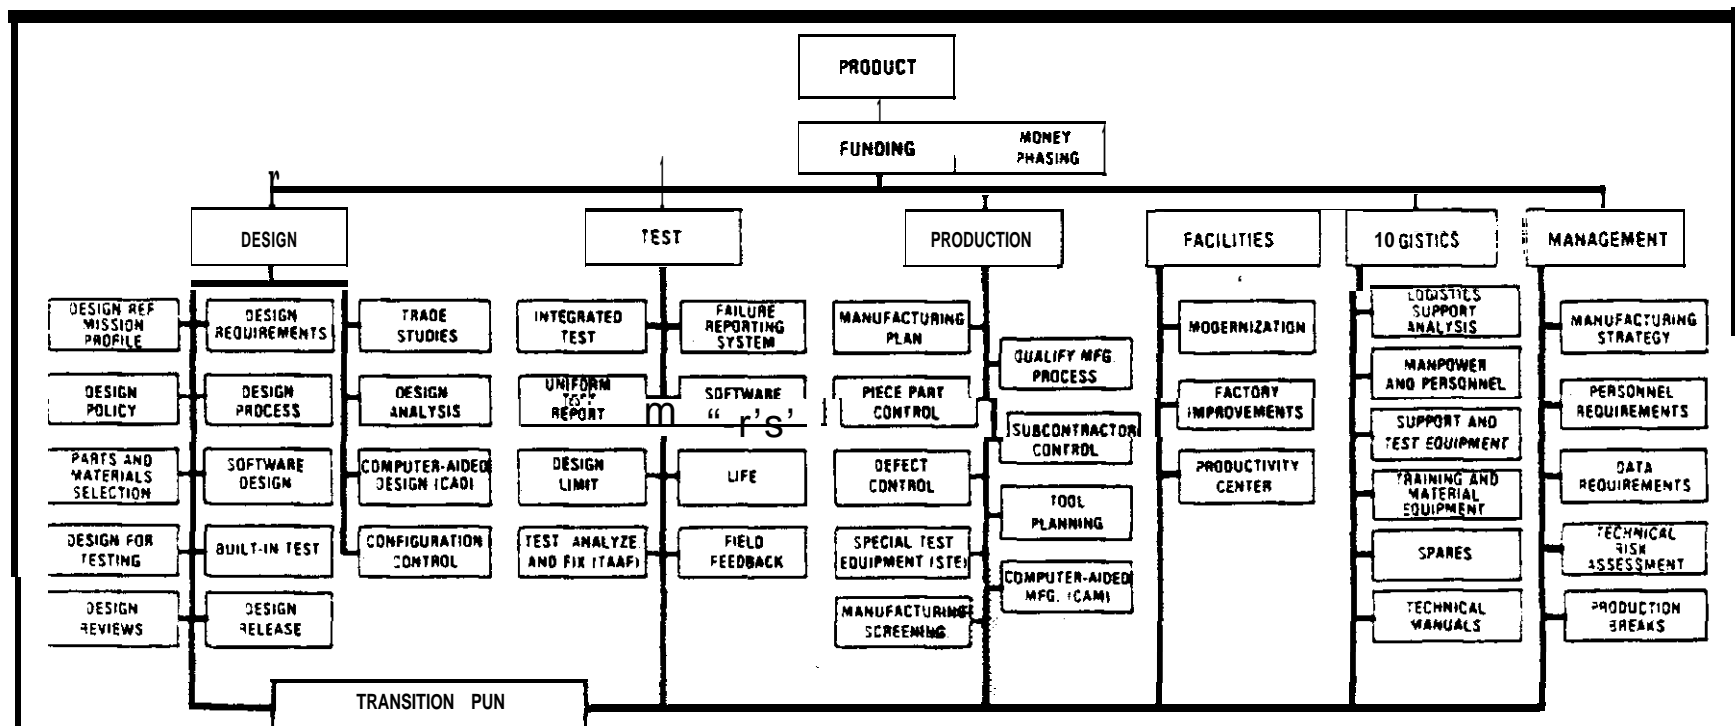 PRODUCT
FUNDING
MONEY
PHASING
DESIGN
TEST
PRODUCTION
FACILITIES
10 GISTICS
MANAGEMENT
DESIGN REF
MISSION
PROFILE
DESIGN
REQUIREMENTS
TRADE
STUDIES
DESIGN
POLICY
DESIGN
PROCESS
DESIGN
ANALYSIS
PARTS AND
MATERIALS
SELECTION
SOFTWARE
DESIGN
COMPUTER-AIDED
DESIGN (CAD)
DESIGN FOR
TESTING
BUILT-IN TEST
CONFIGURATION
CONTROL
DESIGN
REVIEWS
DESIGN
RELEASE
INTEGRATED
TEST
FAILURE
REPORTING
SYSTEM
UNIFORM
TEST
REPORT
SOFTWARE
m “ r's'
DESIGN
LIMIT
LIFE
TEST ANALYZE
AND FIX (TAAF)
FIELD
FEEDBACK
MANUFACTURING
PLAN
QUALIFY MFG.
PROCESS
PIECE PART
CONTROL
SUBCONTRACTOR
CONTROL
DEFECT
CONTROL
TOOL
PLANNING
SPECIAL TEST
EQUIPMENT (STE)
COMPUTER-AIDED
MFG. (CAM)
MANUFACTURING
SCREENING
MODERNIZATION
FACTORY
IMPROVEMENTS
PRODUCTIVITY
CENTER
LOGISTICS
SUPPORT
ANALYSIS
MANPOWER
AND PERSONNEL
SUPPORT AND
TEST EQUIPMENT
TRAINING AND
MATERIAL
EQUIPMENT
SPARES
TECHNICAL
MANUALS
MANUFACTURING
STRATEGY
PERSONNEL
REQUIREMENTS
DATA
REQUIREMENTS
TECHNICAL
RISK
ASSESSMENT
PRODUCTION
BREAKS
TRANSITION PUN